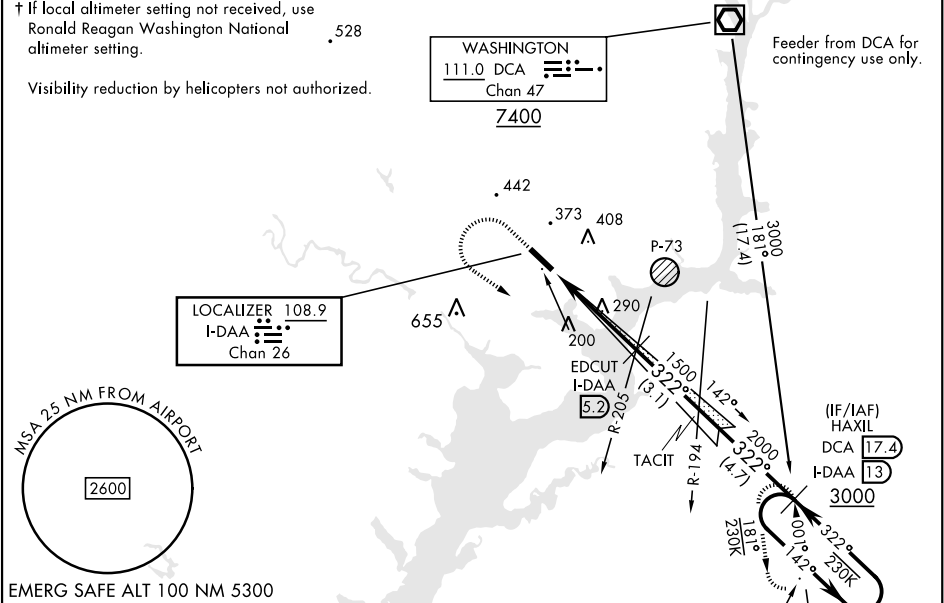 † If local altimeter setting not received, use
Ronald Reagan Washington National
altimeter setting.
Visibility reduction by helicopters not authorized.
528
WASHINGTON
111.0 DCA
Chan 47
7400
Feeder from DCA for
contingency use only.
3000
181°
(17.4)
442
373
408
P-73
LOCALIZER 108.9
I-DAA
Chan 26
655
290
200
EDCUT
I-DAA
5.2
R-205
1500
322°
(3.1)
142°
TACIT
R-194
2000
322°
(4.7)
(IF/IAF)
HAXIL
DCA 17.4
I-DAA 13
3000
MSA 25 NM FROM AIRPORT
2600
181°
230K
001°
142°
322°
230K
EMERG SAFE ALT 100 NM 5300